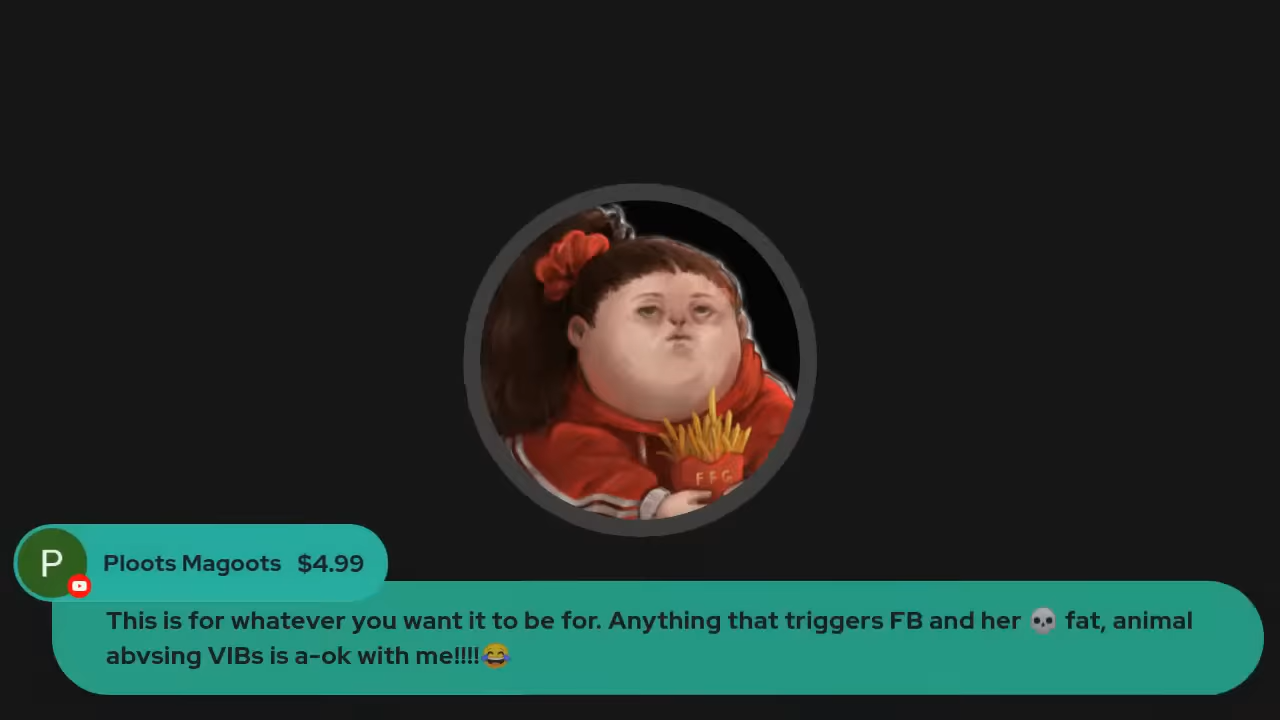 FFG
P
Ploots Magoots $4.99
This is for whatever you want it to be for. Anything that triggers FB and her 💀 fat, animal
abvsing VIBs is a-ok with me!!!!😂